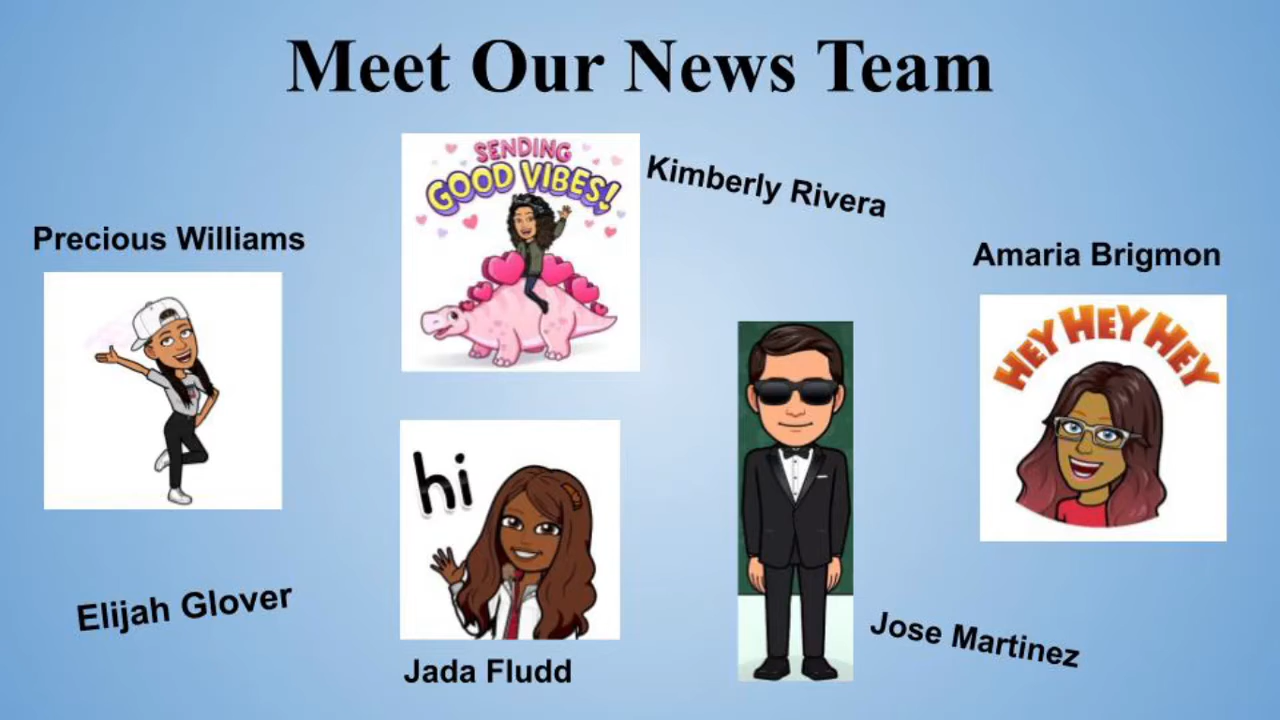 Meet Our News Team
SENDING
GOOD VIBES!
Kimberly Rivera
Precious Williams
Amaria Brigmon
HEY HEY HEY
hi
Elijah Glover
Jose Martinez
Jada Fludd